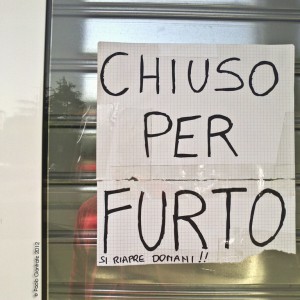 CHIUSO
PER
FURTO
SI RIAPRE DOMANI!!